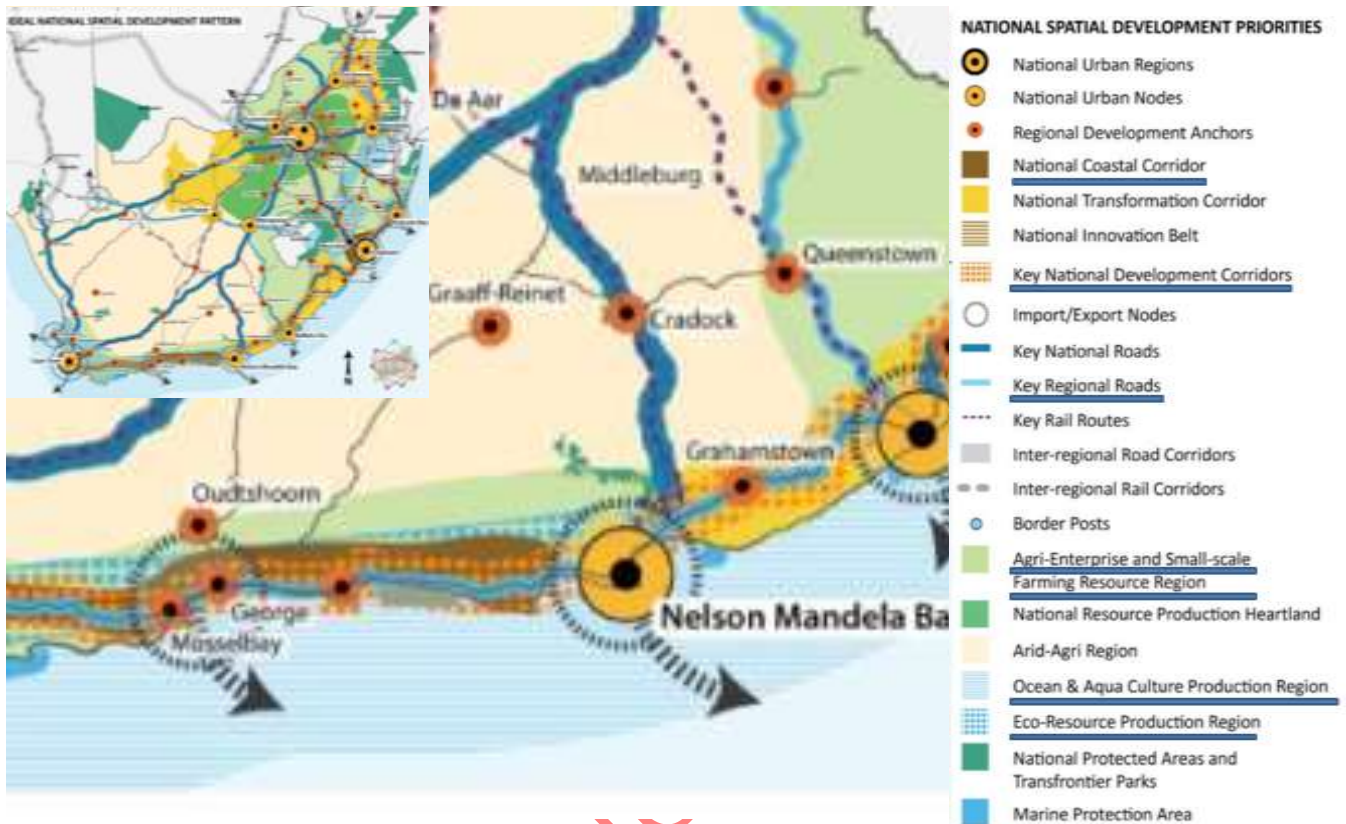 IDEAL NATIONAL SPATIAL DEVELOPMENT PATTERN
N
De Aar
Middleburg
Queenstown
Graaff-Reinet
Cradock
Grahamstown
Oudtshoorn
George
Mosselbay
Nelson Mandela Ba
NATIONAL SPATIAL DEVELOPMENT PRIORITIES
National Urban Regions
National Urban Nodes
Regional Development Anchors
National Coastal Corridor
National Transformation Corridor
National Innovation Belt
Key National Development Corridors
Import/Export Nodes
Key National Roads
Key Regional Roads
Key Rail Routes
Inter-regional Road Corridors
Inter-regional Rail Corridors
Border Posts
Agri-Enterprise and Small-scale
Farming Resource Region
National Resource Production Heartland
Arid-Agri Region
Ocean & Aqua Culture Production Region
Eco-Resource Production Region
National Protected Areas and
Transfrontier Parks
Marine Protection Area